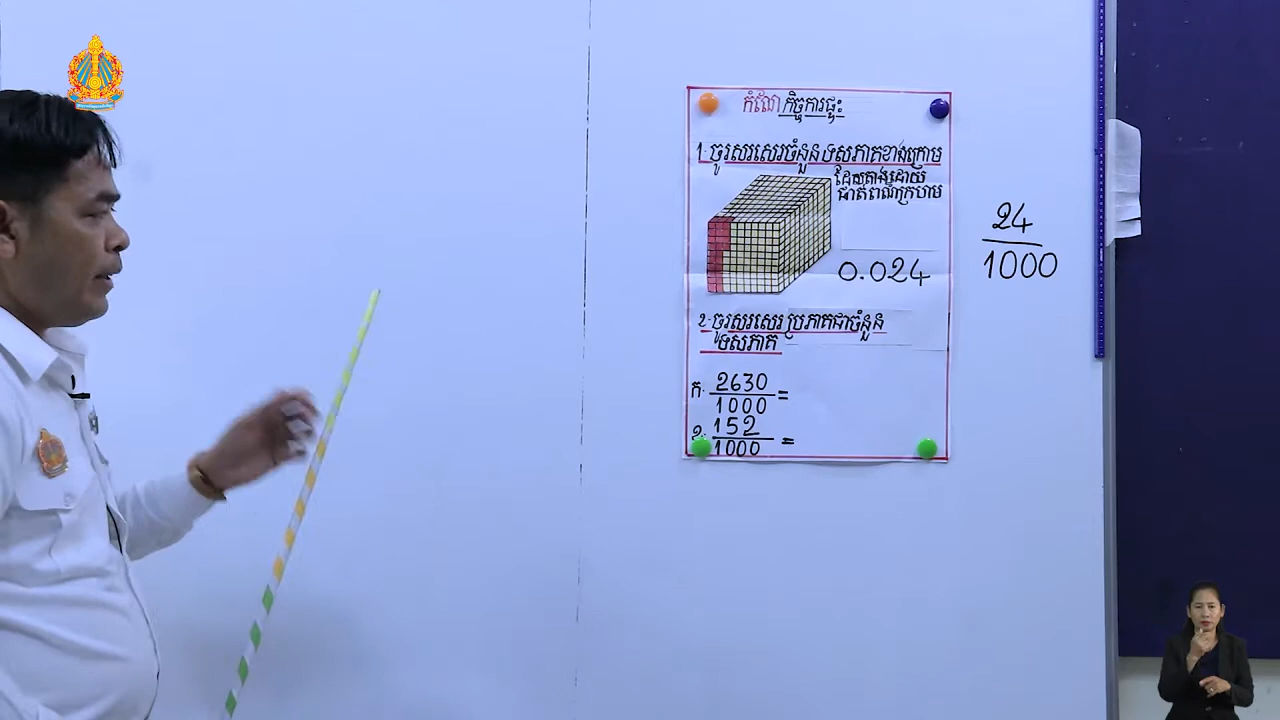 កំណែកិច្ចការផ្ទះ
1. ចូរសរសេរចំនួនទសភាគខាងក្រោម
ដែលតាងដោយ
ផ្ទាត់ពណ៌ក្រហម
0.024
24
1000
2. ចូរសរសេរប្រភាគជាចំនួន
ទសភាគ
ក. 2630
1000 =
ខ. 152
1000 =